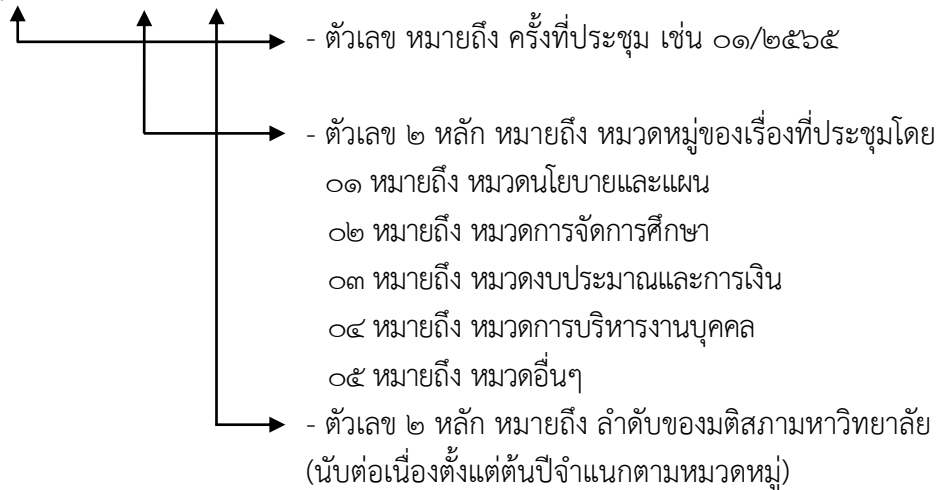 - ตัวเลข หมายถึง ครั้งที่ประชุม เช่น ๐๑/๒๕๖๕
- ตัวเลข ๒ หลัก หมายถึง หมวดหมู่ของเรื่องที่ประชุมโดย
๐๑ หมายถึง หมวดนโยบายและแผน
๐๒ หมายถึง หมวดการจัดการศึกษา
๐๓ หมายถึง หมวดงบประมาณและการเงิน
๐๔ หมายถึง หมวดการบริหารงานบุคคล
๐๕ หมายถึง หมวดอื่นๆ
- ตัวเลข ๒ หลัก หมายถึง ลำดับของมติสภามหาวิทยาลัย
(นับต่อเนื่องตั้งแต่ต้นปีจำแนกตามหมวดหมู่)